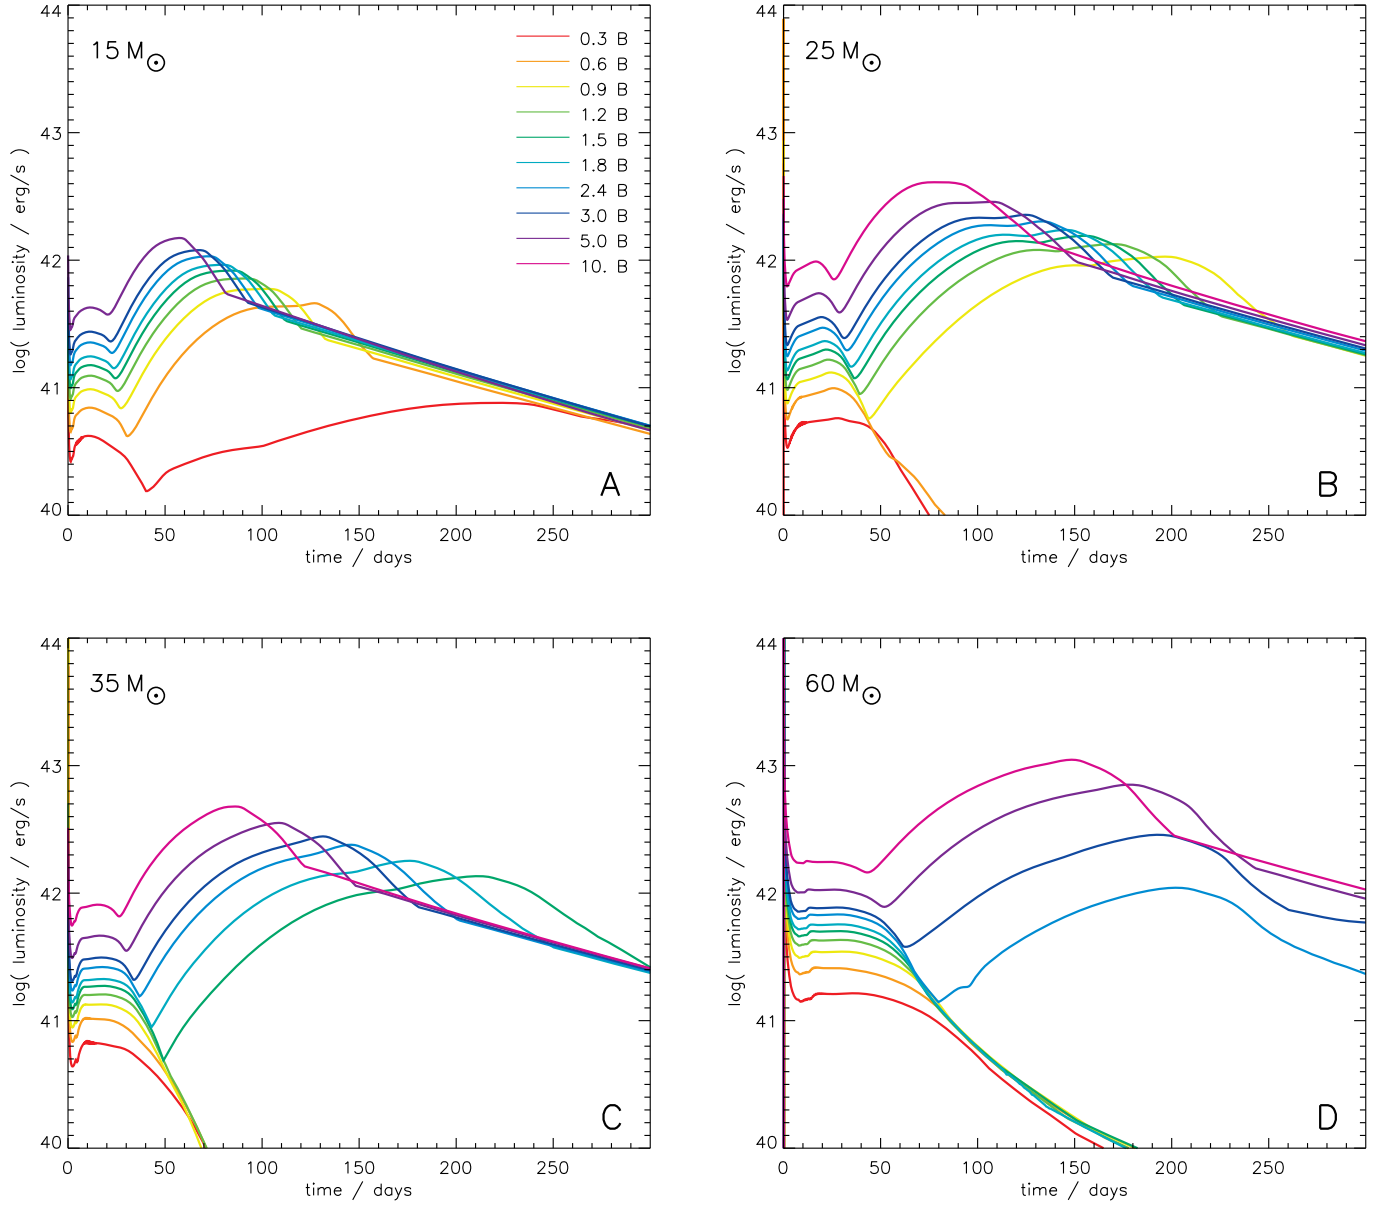 15 M⊙
0.3 B
0.6 B
0.9 B
1.2 B
1.5 B
1.8 B
2.4 B
3.0 B
5.0 B
10. B
A
44
43
42
41
40
log( luminosity / erg/s )
0 50 100 150 200 250
time / days
25 M⊙
B
44
43
42
41
40
log( luminosity / erg/s )
0 50 100 150 200 250
time / days
35 M⊙
C
44
43
42
41
40
log( luminosity / erg/s )
0 50 100 150 200 250
time / days
60 M⊙
D
44
43
42
41
40
log( luminosity / erg/s )
0 50 100 150 200 250
time / days